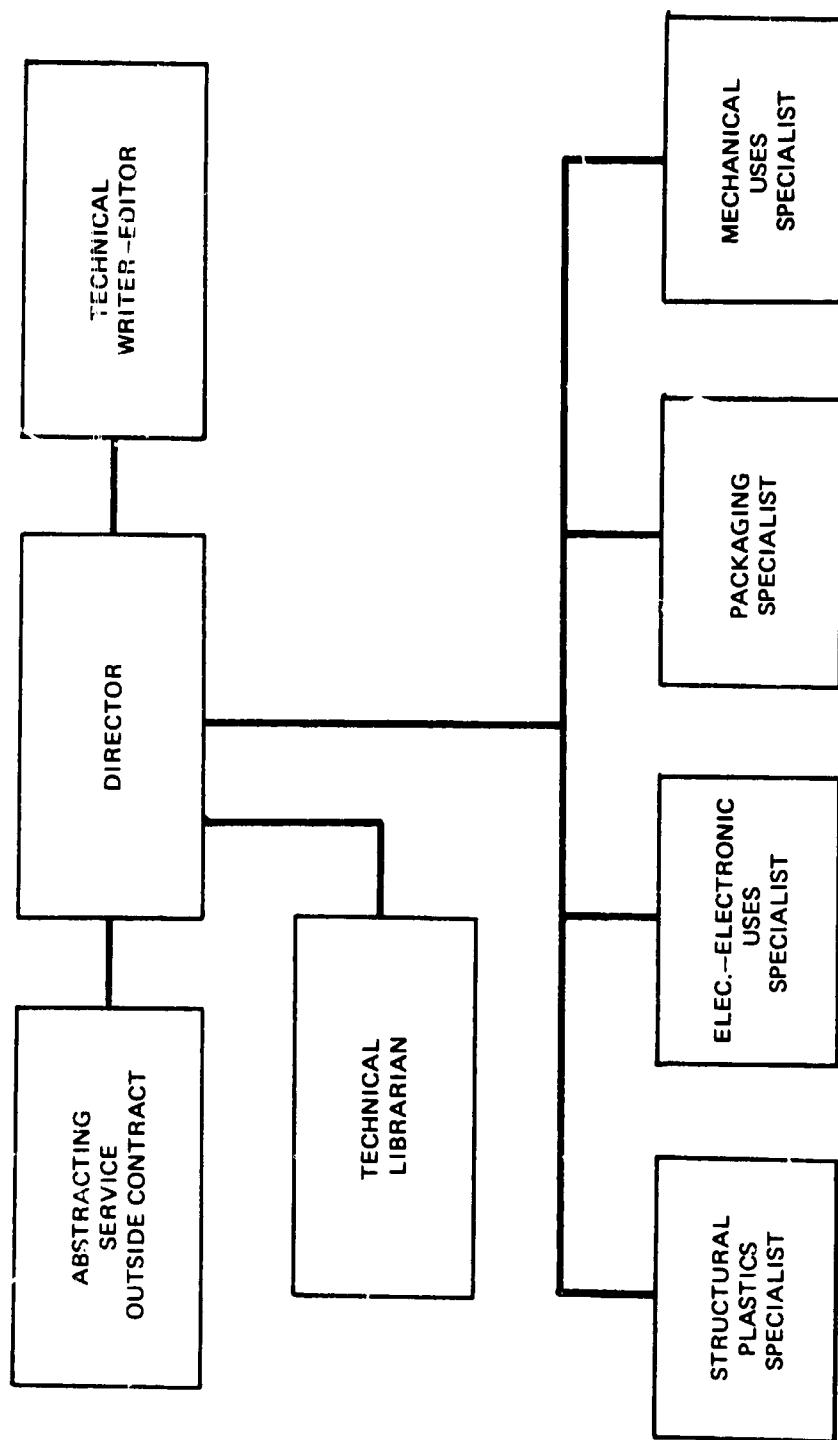 ABSTRACTING
SERVICE
OUTSIDE CONTRACT
DIRECTOR
TECHNICAL
WRITER-EDITOR
TECHNICAL
LIBRARIAN
STRUCTURAL
PLASTICS
SPECIALIST
ELEC.-ELECTRONIC
USES
SPECIALIST
PACKAGING
SPECIALIST
MECHANICAL
USES
SPECIALIST